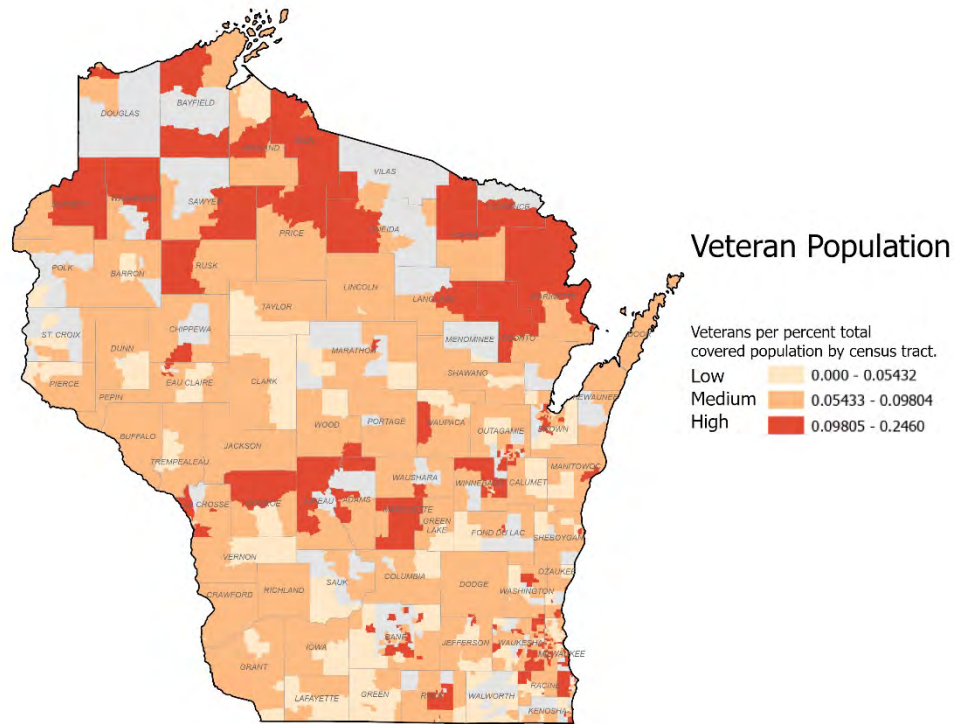 Veteran Population
Veterans per percent total
covered population by census tract.
Low 0.000 - 0.05432
Medium 0.05433 - 0.09804
High 0.09805 - 0.2460
DOUGLAS
BAYFIELD
VILAS
SAWYER
PRICE
POLK
BARRON
RUSK
LINCOLN
TAYLOR
ST. CROIX
CHIPPEWA
DUNN
MENOMINEE
MARATHON
PIERCE
EAU CLAIRE
CLARK
SHAWANO
PEPIN
BUFFALO
WOOD
PORTAGE
WAUPACA
OUTAGAMIE
BROWN
JACKSON
TREMPEALEAU
WAUSHARA
CALUMET
MANITOWOC
ADAMS
GREEN
LAKE
FOND DU LAC
SHEBOYGAN
VERNON
SAUK
COLUMBIA
DODGE
OZAUKEE
WASHINGTON
CRAWFORD
RICHLAND
DANE
JEFFERSON
WAUKESHA
MILWAUKEE
IOWA
GRANT
LAFAYETTE
GREEN
WALWORTH
RACINE
KENOSHA